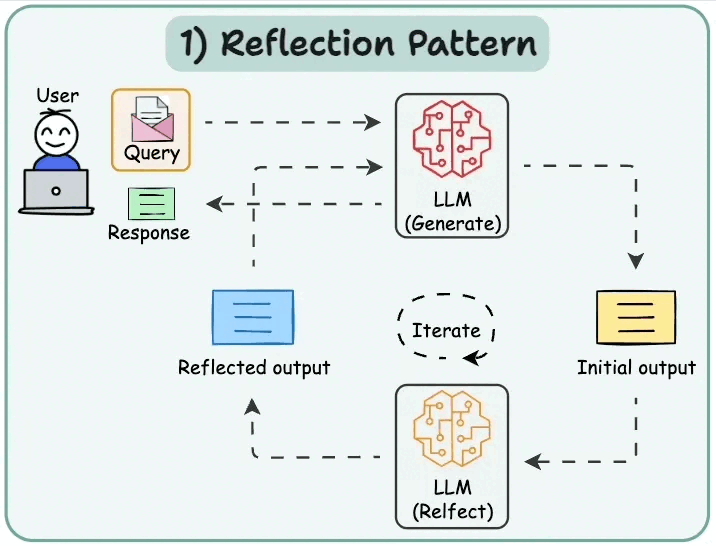 1) Reflection Pattern
User
Query
Response
LLM
(Generate)
Reflected output
Iterate
Initial output
LLM
(Relfect)